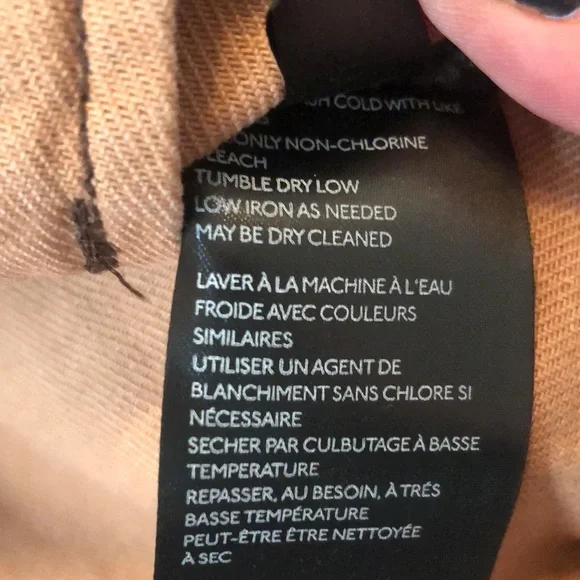 COLD WITH LIKE
ONLY NON-CHLORINE
BLEACH
TUMBLE DRY LOW
LOW IRON AS NEEDED
MAY BE DRY CLEANED
LAVER À LA MACHINE À L'EAU
FROIDE AVEC COULEURS
SIMILAIRES
UTILISER UN AGENT DE
BLANCHIMENT SANS CHLORE SI
NÉCESSAIRE
SECHER PAR CULBUTAGE À BASSE
TEMPERATURE
REPASSER, AU BESOIN, À TRÉS
BASSE TEMPÉRATURE
PEUT-ÊTRE ÊTRE NETTOYÉE
À SEC